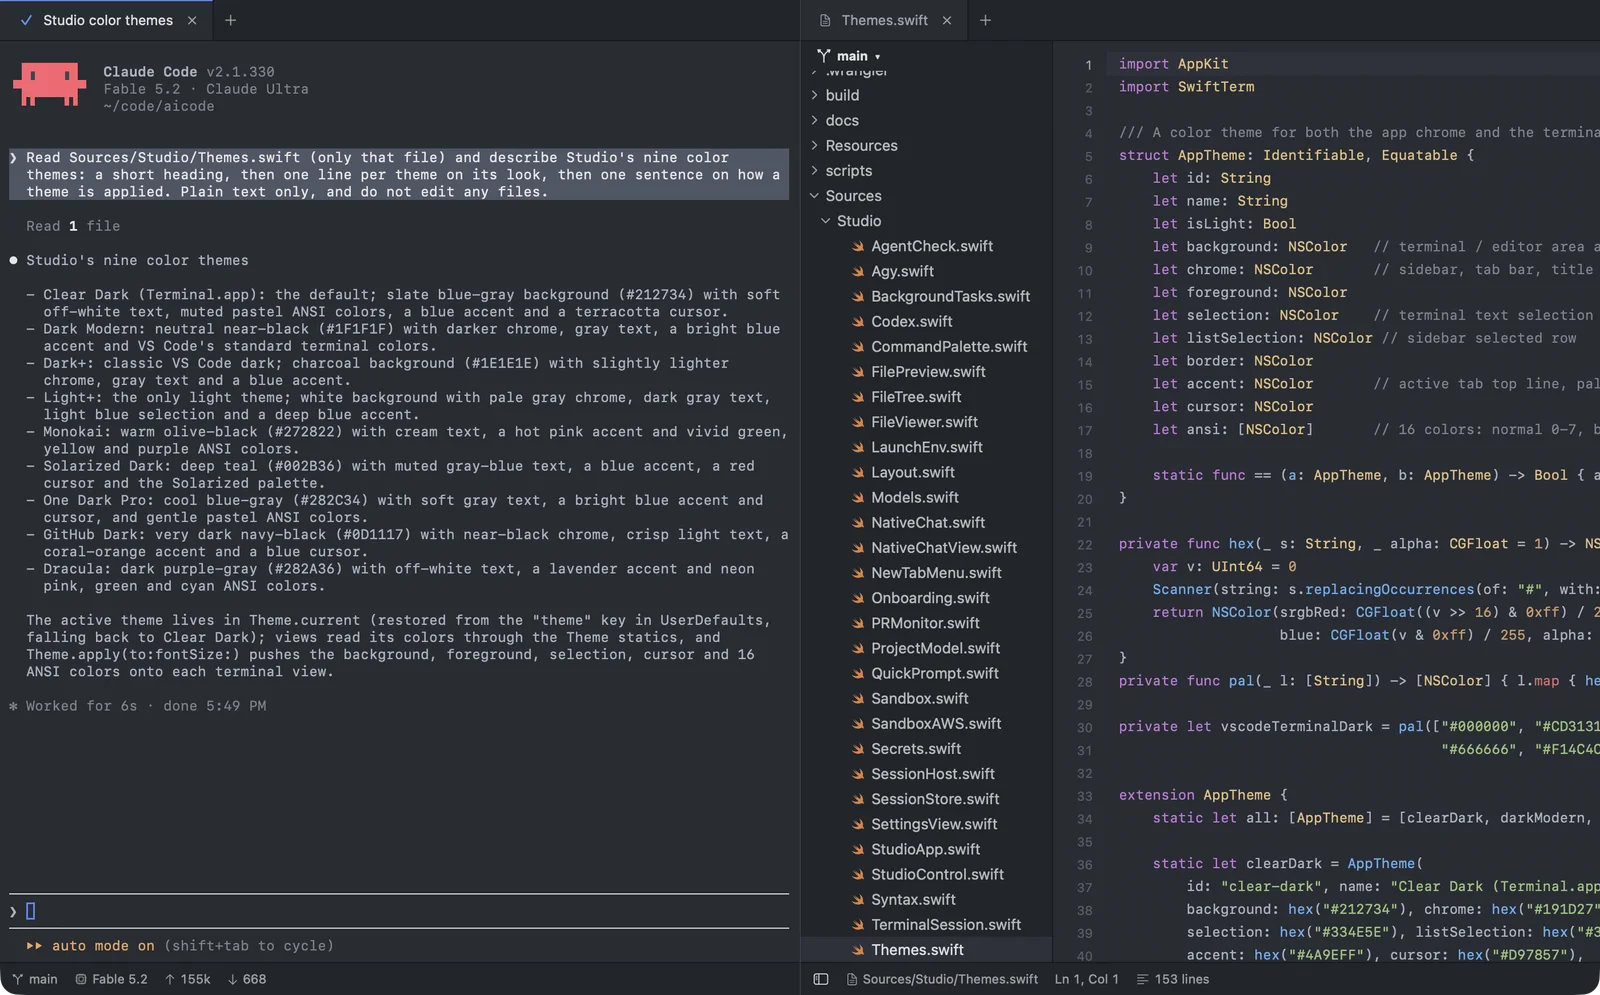 Studio color themes
Claude Code v2.1.330
Fable 5.2 · Claude Ultra
~/code/aicode
❯ Read Sources/Studio/Themes.swift (only that file) and describe Studio's nine color
themes: a short heading, then one line per theme on its look, then one sentence on how a
theme is applied. Plain text only, and do not edit any files.
Read 1 file
● Studio's nine color themes
– Clear Dark (Terminal.app): the default; slate blue-gray background (#212734) with soft
off-white text, muted pastel ANSI colors, a blue accent and a terracotta cursor.
– Dark Modern: neutral near-black (#1F1F1F) with darker chrome, gray text, a bright blue
accent and VS Code's standard terminal colors.
– Dark+: classic VS Code dark; charcoal background (#1E1E1E) with slightly lighter
chrome, gray text and a blue accent.
– Light+: the only light theme; white background with pale gray chrome, dark gray text,
light blue selection and a deep blue accent.
– Monokai: warm olive-black (#272822) with cream text, a hot pink accent and vivid green,
yellow and purple ANSI colors.
– Solarized Dark: deep teal (#002B36) with muted gray-blue text, a blue accent, a red
cursor and the Solarized palette.
– One Dark Pro: cool blue-gray (#282C34) with soft gray text, a bright blue accent and
cursor, and gentle pastel ANSI colors.
– GitHub Dark: very dark navy-black (#0D1117) with near-black chrome, crisp light text, a
coral-orange accent and a blue cursor.
– Dracula: dark purple-gray (#282A36) with off-white text, a lavender accent and neon
pink, green and cyan ANSI colors.
The active theme lives in Theme.current (restored from the "theme" key in UserDefaults,
falling back to Clear Dark); views read its colors through the Theme statics, and
Theme.apply(to:fontSize:) pushes the background, foreground, selection, cursor and 16
ANSI colors onto each terminal view.
✻ Worked for 6s · done 5:49 PM
❯
▸▸ auto mode on (shift+tab to cycle)
main Fable 5.2 ↑ 155k ↓ 668
Themes.swift
main
.wrangler
build
docs
Resources
scripts
Sources
Studio
AgentCheck.swift
Agy.swift
BackgroundTasks.swift
Codex.swift
CommandPalette.swift
FilePreview.swift
FileTree.swift
FileViewer.swift
LaunchEnv.swift
Layout.swift
Models.swift
NativeChat.swift
NativeChatView.swift
NewTabMenu.swift
Onboarding.swift
PRMonitor.swift
ProjectModel.swift
QuickPrompt.swift
Sandbox.swift
SandboxAWS.swift
Secrets.swift
SessionHost.swift
SessionStore.swift
SettingsView.swift
StudioApp.swift
StudioControl.swift
Syntax.swift
TerminalSession.swift
Themes.swift
1 import AppKit
2 import SwiftTerm
3
4 /// A color theme for both the app chrome and the termina
5 struct AppTheme: Identifiable, Equatable {
6 let id: String
7 let name: String
8 let isLight: Bool
9 let background: NSColor // terminal / editor area a
10 let chrome: NSColor // sidebar, tab bar, title
11 let foreground: NSColor
12 let selection: NSColor // terminal text selection
13 let listSelection: NSColor // sidebar selected row
14 let border: NSColor
15 let accent: NSColor // active tab top line, pal
16 let cursor: NSColor
17 let ansi: [NSColor] // 16 colors: normal 0–7, b
18
19 static func == (a: AppTheme, b: AppTheme) -> Bool { a
20 }
21
22 private func hex(_ s: String, _ alpha: CGFloat = 1) -> NS
23 var v: UInt64 = 0
24 Scanner(string: s.replacingOccurrences(of: "#", with:
25 return NSColor(srgbRed: CGFloat((v >> 16) & 0xff) / 2
26 blue: CGFloat(v & 0xff) / 255, alpha:
27 }
28 private func pal(_ l: [String]) -> [NSColor] { l.map { he
29
30 private let vscodeTerminalDark = pal(["#000000", "#CD3131
31 "#666666", "#F14C4C
32
33 extension AppTheme {
34 static let all: [AppTheme] = [clearDark, darkModern,
35
36 static let clearDark = AppTheme(
37 id: "clear-dark", name: "Clear Dark (Terminal.app
38 background: hex("#212734"), chrome: hex("#191D27"
39 selection: hex("#334E5E"), listSelection: hex("#3
40 accent: hex("#4A9EFF"), cursor: hex("#D97857"),
Sources/Studio/Themes.swift Ln 1, Col 1 153 lines